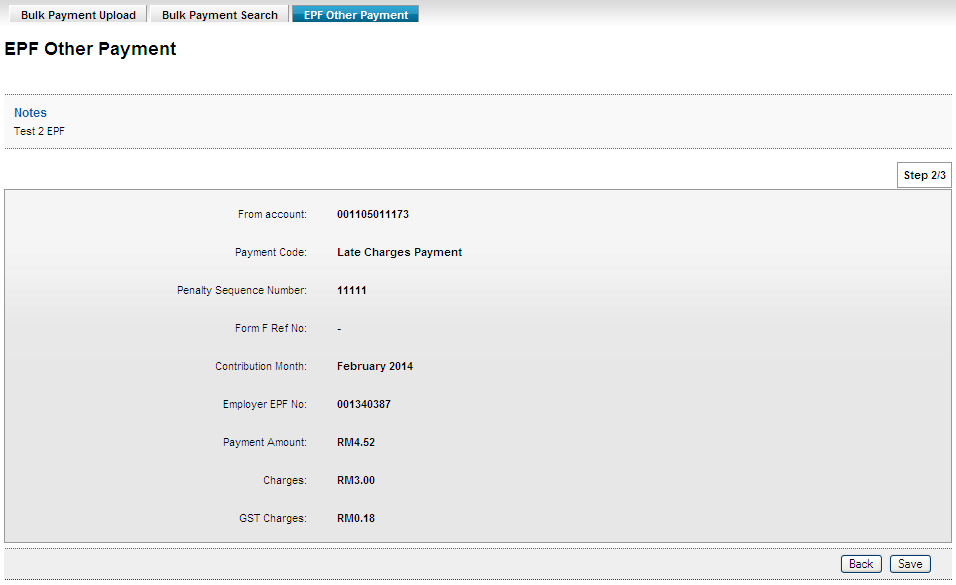 Bulk Payment Upload Bulk Payment Search EPF Other Payment
EPF Other Payment
Notes
Test 2 EPF
Step 2/3
From account: 001105011173
Payment Code: Late Charges Payment
Penalty Sequence Number: 11111
Form F Ref No: -
Contribution Month: February 2014
Employer EPF No: 001340387
Payment Amount: RM4.52
Charges: RM3.00
GST Charges: RM0.18
Back Save